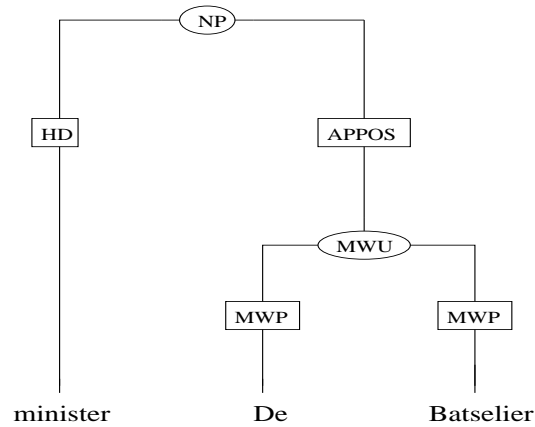 NP
HD APPOS
MWU
MWP MWP
minister De Batselier